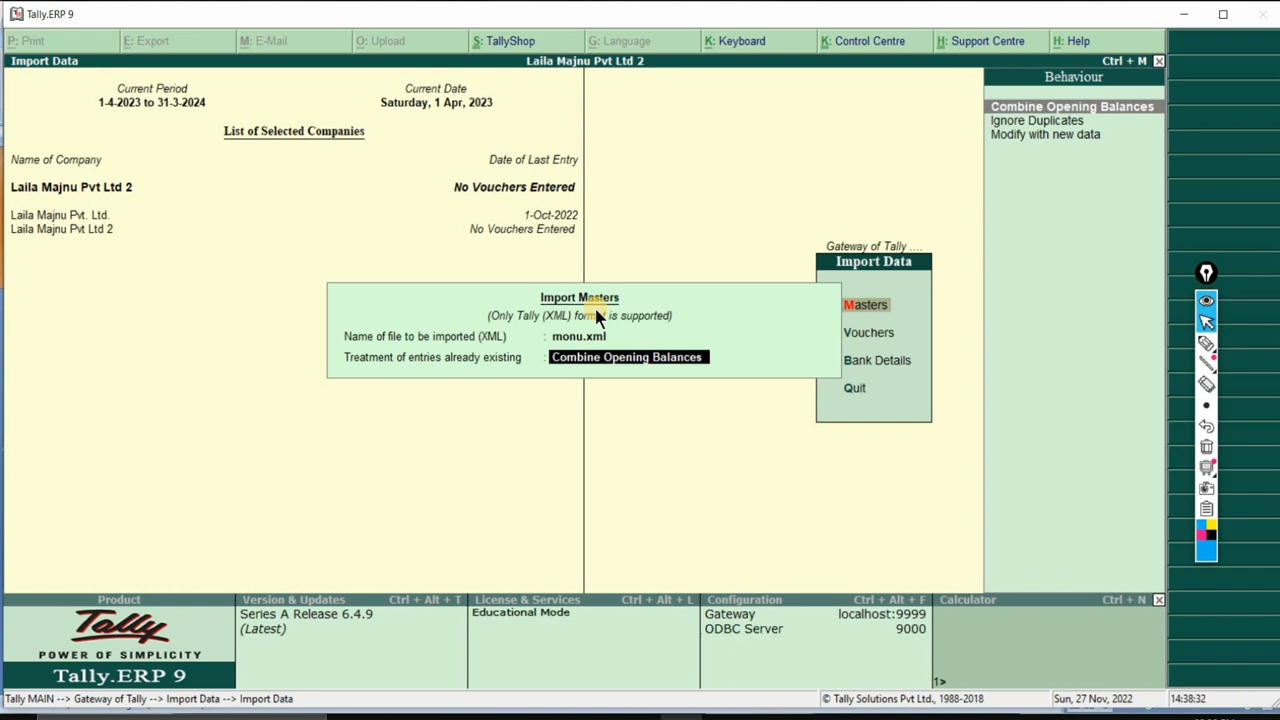 Tally.ERP 9
P: Print E: Export M: E-Mail O: Upload S: TallyShop G: Language K: Keyboard K: Control Centre H: Support Centre H: Help
Import Data Laila Majnu Pvt Ltd 2 Ctrl + M
Current Period Current Date
1-4-2023 to 31-3-2024 Saturday, 1 Apr, 2023
List of Selected Companies
Name of Company Date of Last Entry
Laila Majnu Pvt Ltd 2 No Vouchers Entered
Laila Majnu Pvt. Ltd. 1-Oct-2022
Laila Majnu Pvt Ltd 2 No Vouchers Entered
Import Masters
(Only Tally (XML) format is supported)
Name of file to be imported (XML) : monu.xml
Treatment of entries already existing : Combine Opening Balances
Gateway of Tally ....
Import Data
Masters
Vouchers
Bank Details
Quit
Behaviour
Combine Opening Balances
Ignore Duplicates
Modify with new data
Product
Tally
POWER OF SIMPLICITY
Tally.ERP 9
Version & Updates Ctrl + Alt + T
Series A Release 6.4.9
(Latest)
License & Services Ctrl + Alt + L
Educational Mode
Configuration Ctrl + Alt + F
Gateway localhost:9999
ODBC Server 9000
Calculator Ctrl + N
1>
Tally MAIN --> Gateway of Tally --> Import Data --> Import Data © Tally Solutions Pvt Ltd., 1988-2018 Sun, 27 Nov, 2022 14:38:32